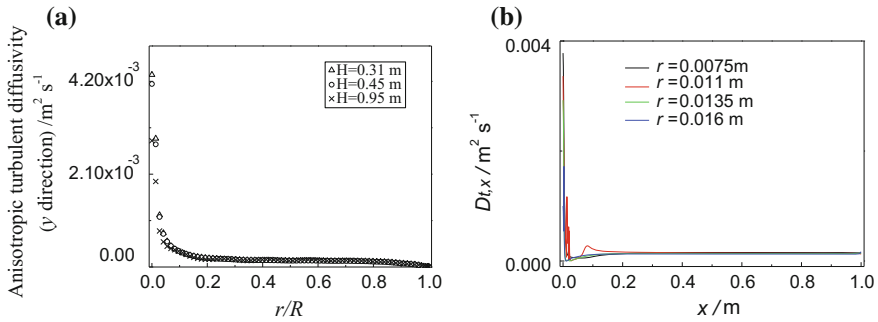 (a)
Anisotropic turbulent diffusivity
(y direction) /m² s⁻¹
4.20x10⁻³
2.10x10⁻³
0.00
△ H=0.31 m
○ H=0.45 m
× H=0.95 m
0.0 0.2 0.4 0.6 0.8 1.0
r/R
(b)
Dt,x / m² s⁻¹
0.004
0.000
r=0.0075m
r=0.011 m
r=0.0135 m
r=0.016 m
0.0 0.2 0.4 0.6 0.8 1.0
x / m